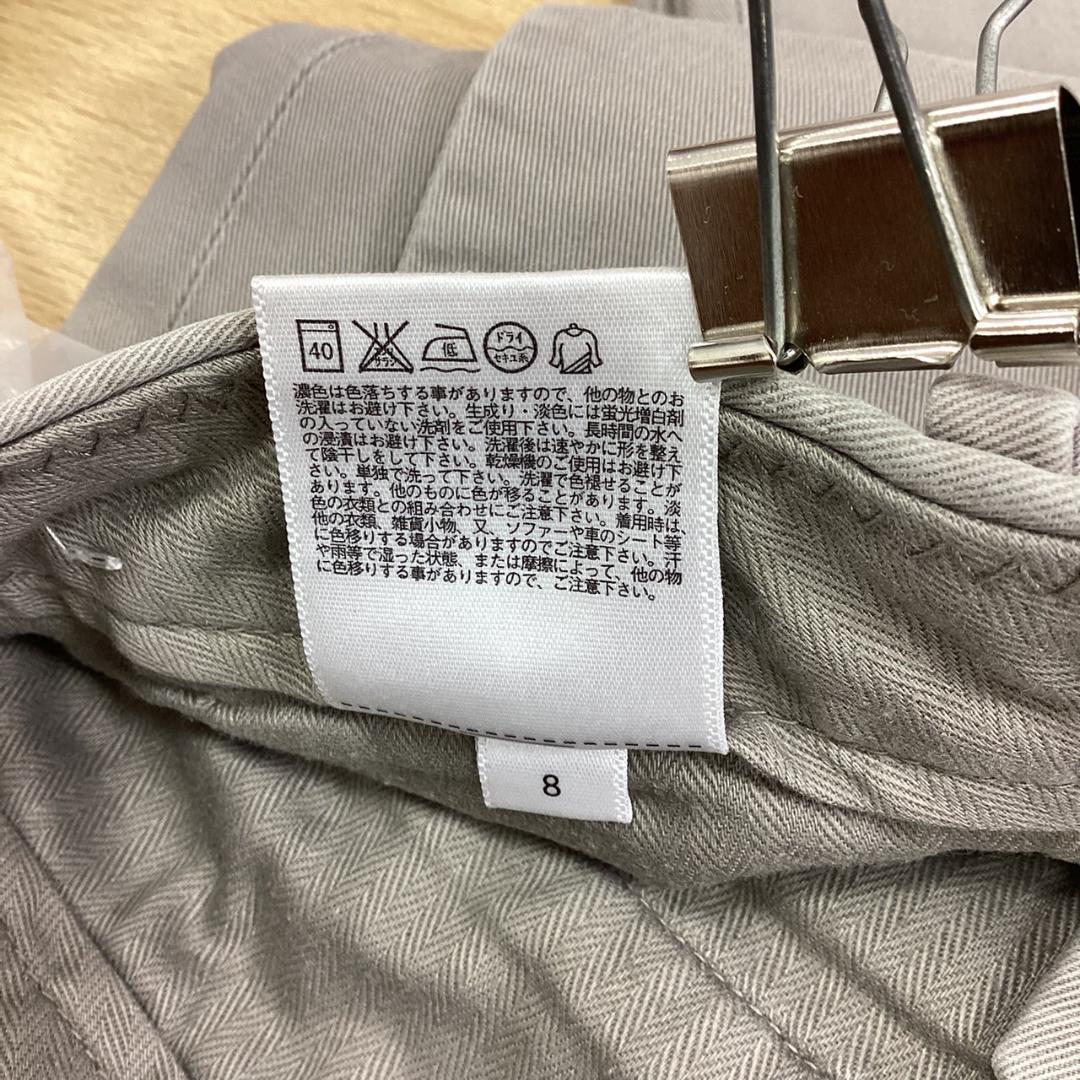 40 エンソサラシ 低 ドライ セキユ系
濃色は色落ちする事がありますので、他の物とのお
洗濯はお避け下さい。生成り・淡色には蛍光増白剤
の入っていない洗剤をご使用下さい。長時間の水へ
の浸漬はお避け下さい。洗濯後は速やかに形を整え
て陰干しをして下さい。乾燥機のご使用はお避け下
さい。単独で洗って下さい。洗濯で色褪せることが
あります。他のものに色が移ることがあります。淡
色の衣類との組み合わせにご注意下さい。着用時は、
他の衣類、雑貨小物、又、ソファーや車のシート等
に色移りする場合がありますのでご注意下さい。汗
や雨等で湿った状態、または摩擦によって、他の物
に色移りする事がありますので、ご注意下さい。
8